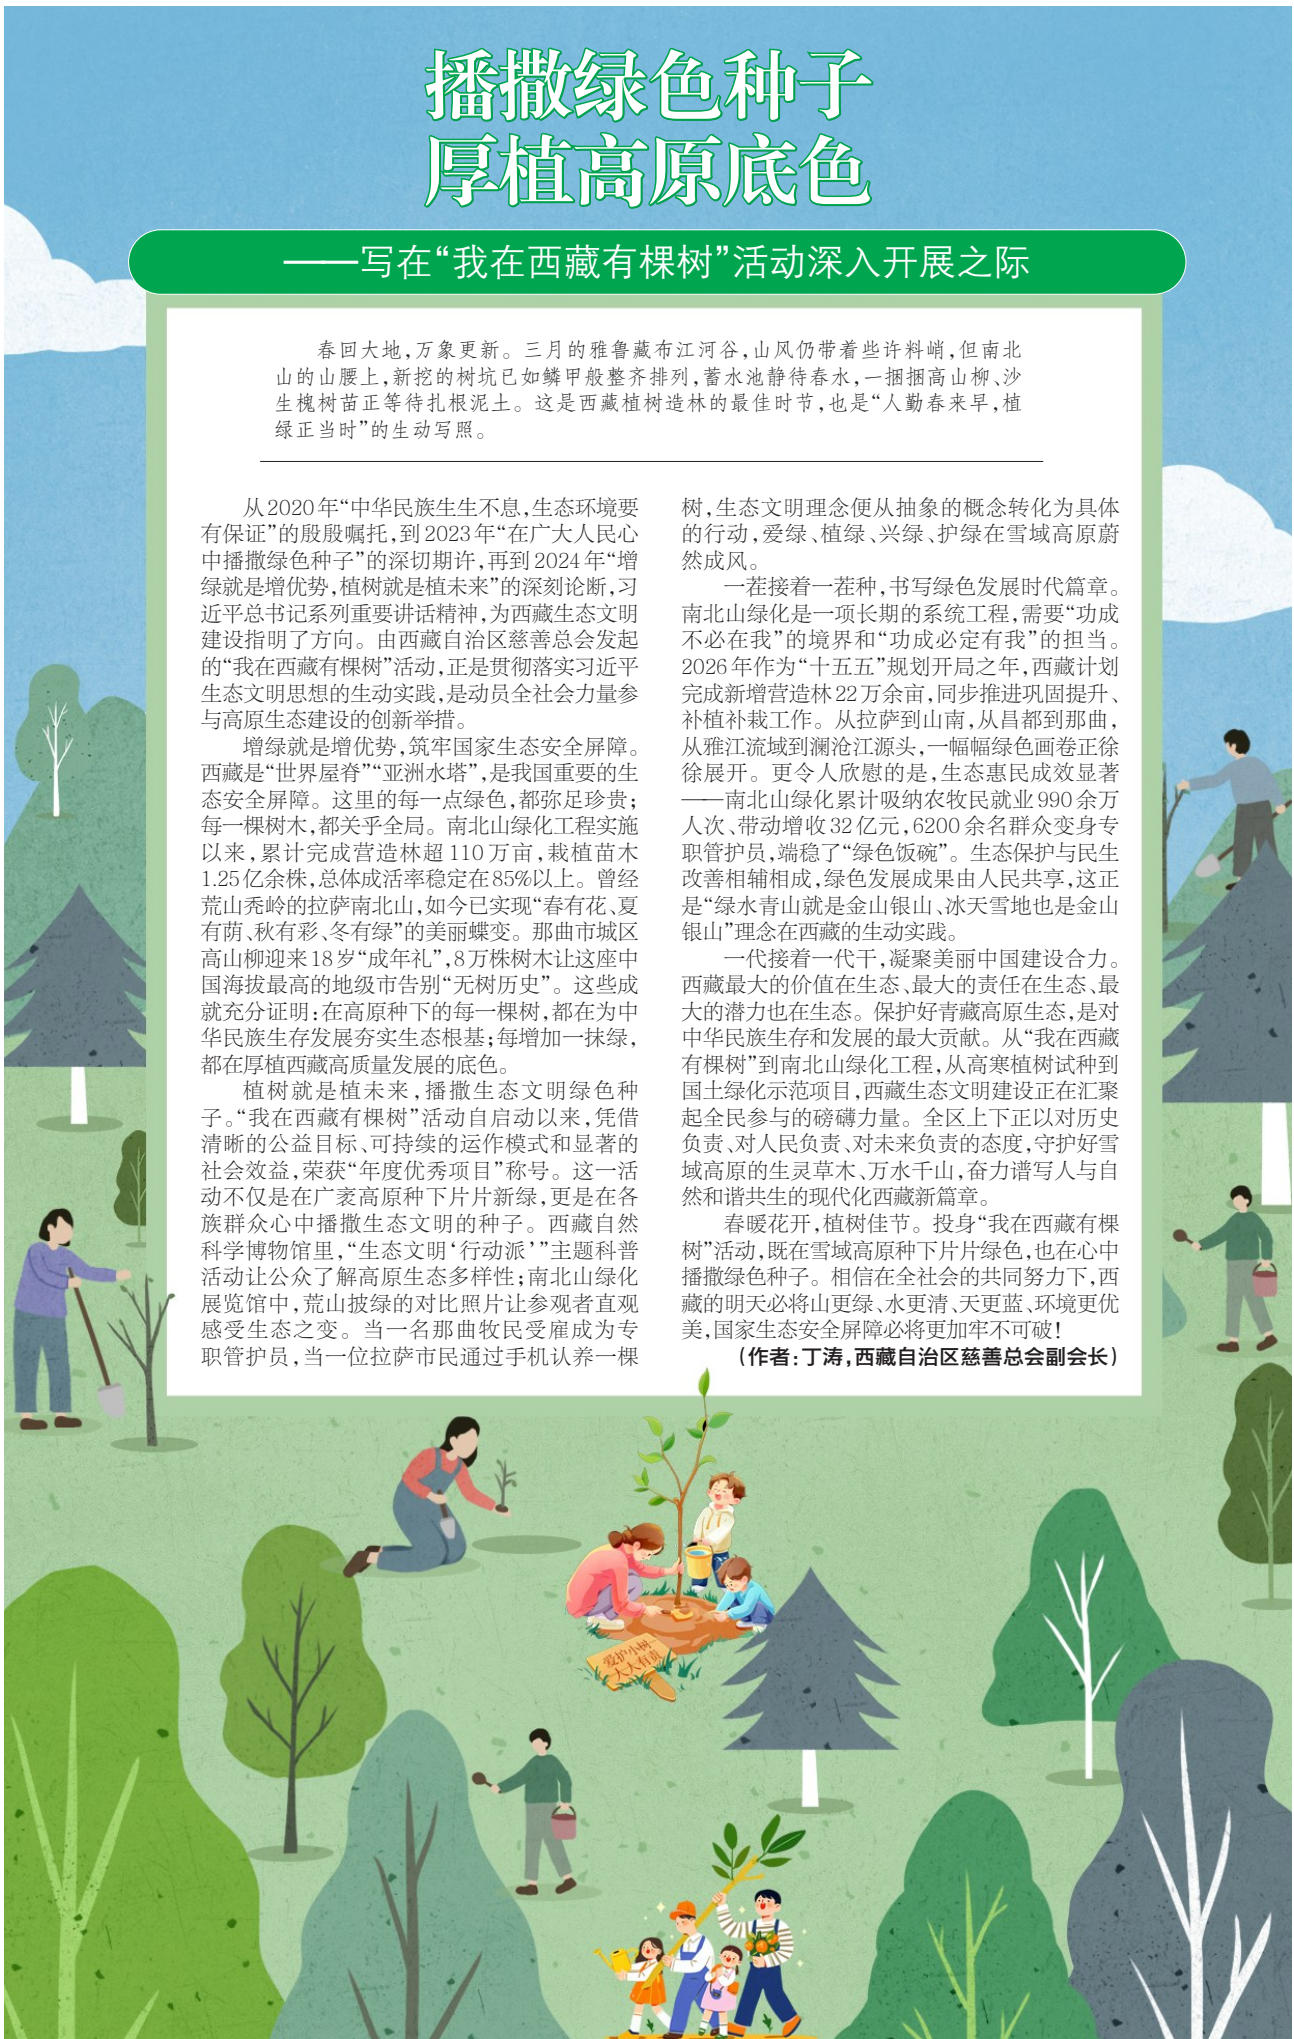 播撒绿色种子
厚植高原底色
——写在“我在西藏有棵树”活动深入开展之际
春回大地，万象更新。三月的雅鲁藏布江河谷，山风仍带着些许料峭，但南北
山的山腰上，新挖的树坑已如鳞甲般整齐排列，蓄水池静待春水，一捆捆高山柳、沙
生槐树苗正等待扎根泥土。这是西藏植树造林的最佳时节，也是“人勤春来早，植
绿正当时”的生动写照。
从2020年“中华民族生生不息，生态环境要
有保证”的殷殷嘱托，到2023年“在广大人民心
中播撒绿色种子”的深切期许，再到2024年“增
绿就是增优势，植树就是植未来”的深刻论断，习
近平总书记系列重要讲话精神，为西藏生态文明
建设指明了方向。由西藏自治区慈善总会发起
的“我在西藏有棵树”活动，正是贯彻落实习近平
生态文明思想的生动实践，是动员全社会力量参
与高原生态建设的创新举措。
增绿就是增优势，筑牢国家生态安全屏障。
西藏是“世界屋脊”“亚洲水塔”，是我国重要的生
态安全屏障。这里的每一点绿色，都弥足珍贵；
每一棵树木，都关乎全局。南北山绿化工程实施
以来，累计完成营造林超110万亩，栽植苗木
1.25亿余株，总体成活率稳定在85%以上。曾经
荒山秃岭的拉萨南北山，如今已实现“春有花、夏
有荫、秋有彩、冬有绿”的美丽蝶变。那曲市城区
高山柳迎来18岁“成年礼”，8万株树木让这座中
国海拔最高的地级市告别“无树历史”。这些成
就充分证明：在高原种下的每一棵树，都在为中
华民族生存发展夯实生态根基；每增加一抹绿，
都在厚植西藏高质量发展的底色。
植树就是植未来，播撒生态文明绿色种
子。“我在西藏有棵树”活动自启动以来，凭借
清晰的公益目标、可持续的运作模式和显著的
社会效益，荣获“年度优秀项目”称号。这一活
动不仅是在广袤高原种下片片新绿，更是在各
族群众心中播撒生态文明的种子。西藏自然
科学博物馆里，“生态文明‘行动派’”主题科普
活动让公众了解高原生态多样性；南北山绿化
展览馆中，荒山披绿的对比照片让参观者直观
感受生态之变。当一名那曲牧民受雇成为专
职管护员，当一位拉萨市民通过手机认养一棵
树，生态文明理念便从抽象的概念转化为具体
的行动，爱绿、植绿、兴绿、护绿在雪域高原蔚
然成风。
一茬接着一茬种，书写绿色发展时代篇章。
南北山绿化是一项长期的系统工程，需要“功成
不必在我”的境界和“功成必定有我”的担当。
2026年作为“十五五”规划开局之年，西藏计划
完成新增营造林22万余亩，同步推进巩固提升、
补植补栽工作。从拉萨到山南，从昌都到那曲，
从雅江流域到澜沧江源头，一幅幅绿色画卷正徐
徐展开。更令人欣慰的是，生态惠民成效显著
——南北山绿化累计吸纳农牧民就业990余万
人次、带动增收32亿元，6200余名群众变身专
职管护员，端稳了“绿色饭碗”。生态保护与民生
改善相辅相成，绿色发展成果由人民共享，这正
是“绿水青山就是金山银山、冰天雪地也是金山
银山”理念在西藏的生动实践。
一代接着一代干，凝聚美丽中国建设合力。
西藏最大的价值在生态、最大的责任在生态、最
大的潜力也在生态。保护好青藏高原生态，是对
中华民族生存和发展的最大贡献。从“我在西藏
有棵树”到南北山绿化工程，从高寒植树试种到
国土绿化示范项目，西藏生态文明建设正在汇聚
起全民参与的磅礴力量。全区上下正以对历史
负责、对人民负责、对未来负责的态度，守护好雪
域高原的生灵草木、万水千山，奋力谱写人与自
然和谐共生的现代化西藏新篇章。
春暖花开，植树佳节。投身“我在西藏有棵
树”活动，既在雪域高原种下片片绿色，也在心中
播撒绿色种子。相信在全社会的共同努力下，西
藏的明天必将山更绿、水更清、天更蓝、环境更优
美，国家生态安全屏障必将更加牢不可破！
（作者：丁涛，西藏自治区慈善总会副会长）
爱护小树
人人有责